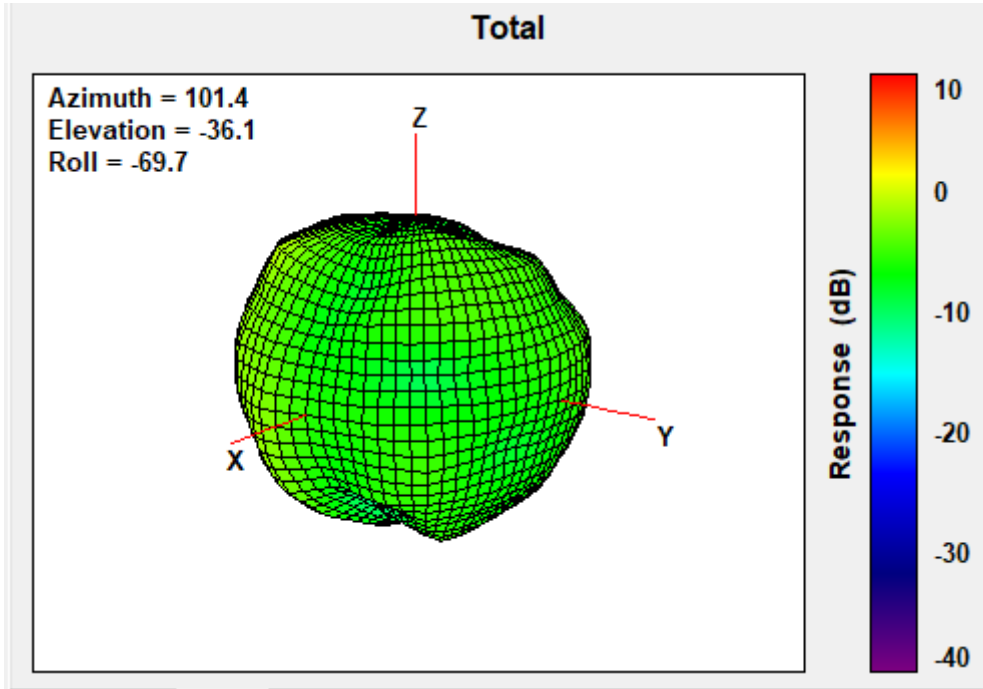 Total
Azimuth = 101.4
Elevation = -36.1
Roll = -69.7
Z
X
Y
Response (dB)
10
0
-10
-20
-30
-40